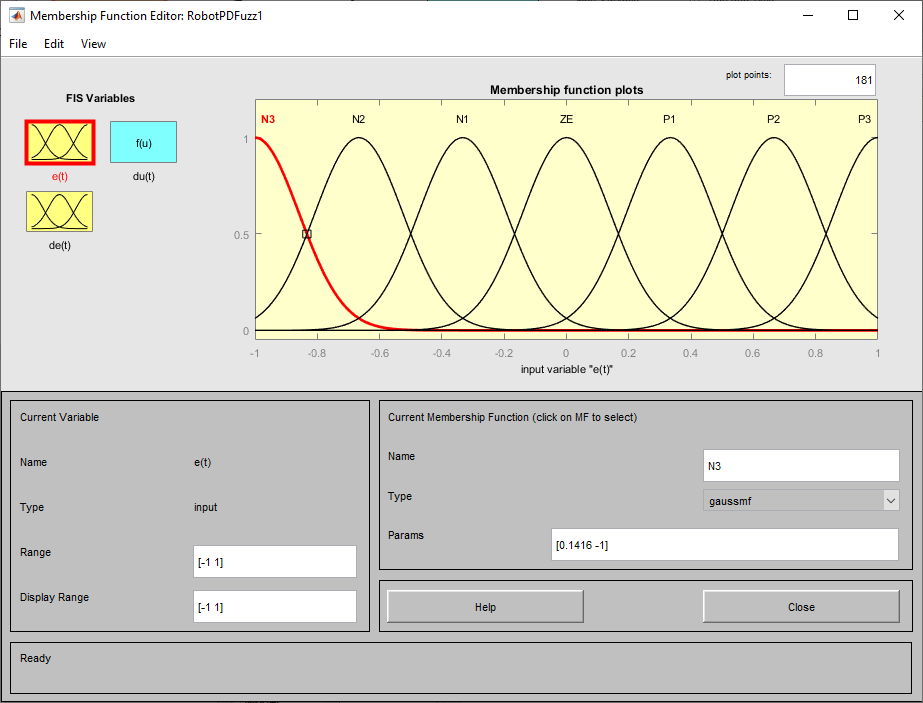 Membership Function Editor: RobotPDFuzz1
File Edit View
FIS Variables
e(t)
f(u)
du(t)
de(t)
plot points: 181
Membership function plots
N3 N2 N1 ZE P1 P2 P3
1
0.5
0
-1 -0.8 -0.6 -0.4 -0.2 0 0.2 0.4 0.6 0.8 1
input variable "e(t)"
Current Variable
Name e(t)
Type input
Range [-1 1]
Display Range [-1 1]
Current Membership Function (click on MF to select)
Name N3
Type gaussmf
Params [0.1416 -1]
Help Close
Ready